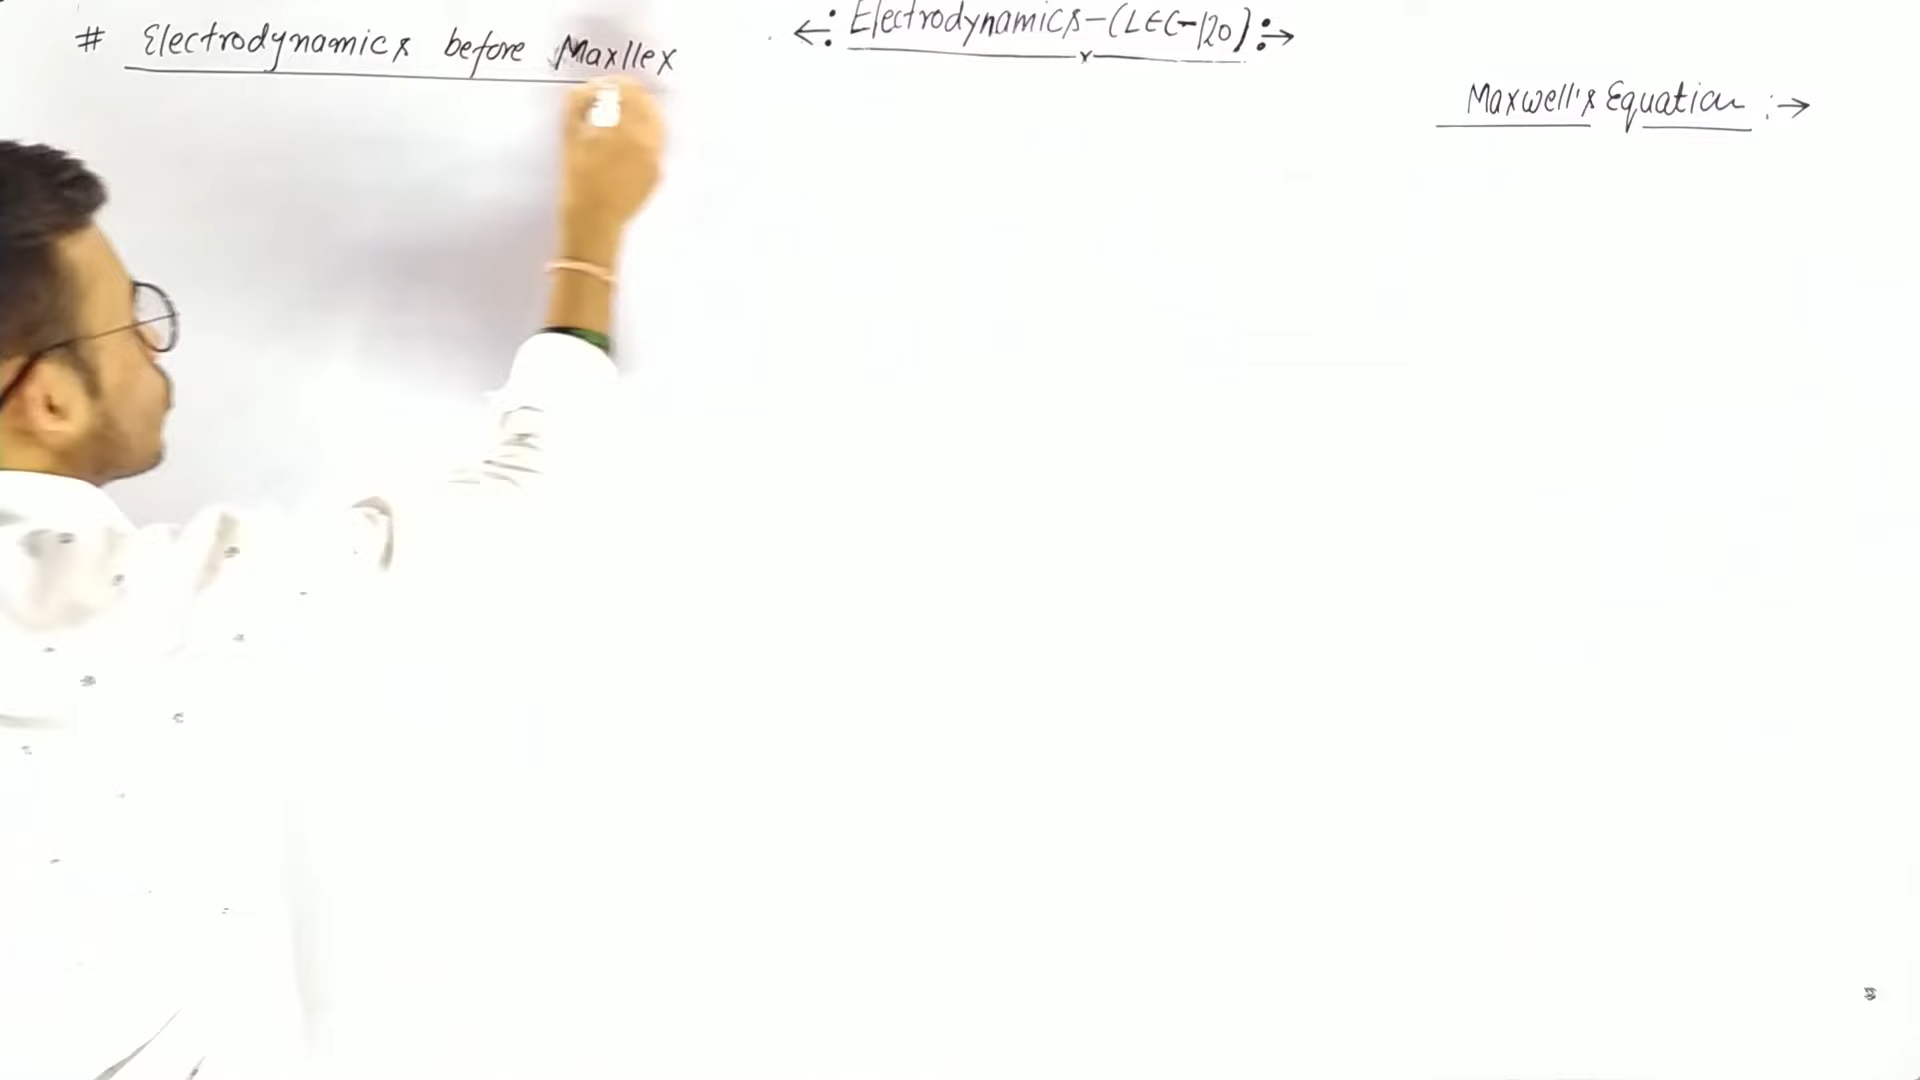 # Electrodynamics before Maxllex
←: Electrodynamics-(LEC-120) :→
Maxwell's Equation :→